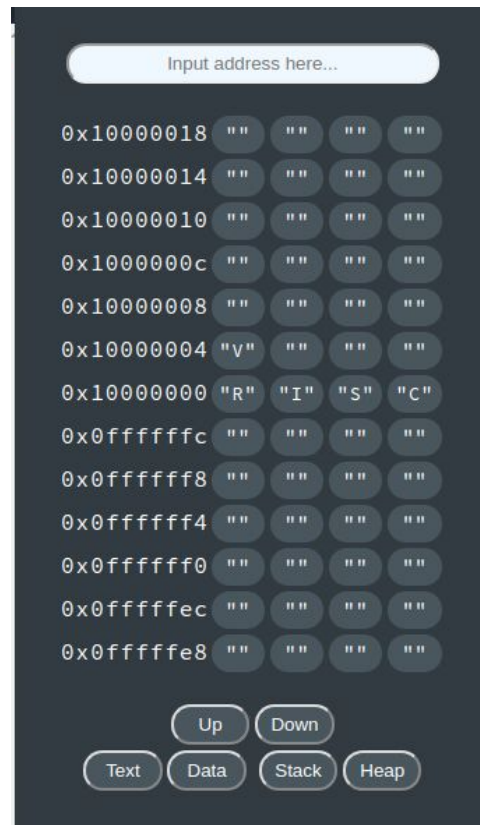 Input address here...
0x10000018 "" "" "" ""
0x10000014 "" "" "" ""
0x10000010 "" "" "" ""
0x1000000c "" "" "" ""
0x10000008 "" "" "" ""
0x10000004 "V" "" "" ""
0x10000000 "R" "I" "S" "C"
0x0ffffffc "" "" "" ""
0x0ffffff8 "" "" "" ""
0x0ffffff4 "" "" "" ""
0x0ffffff0 "" "" "" ""
0x0fffffec "" "" "" ""
0x0fffffe8 "" "" "" ""
Up Down
Text Data Stack Heap